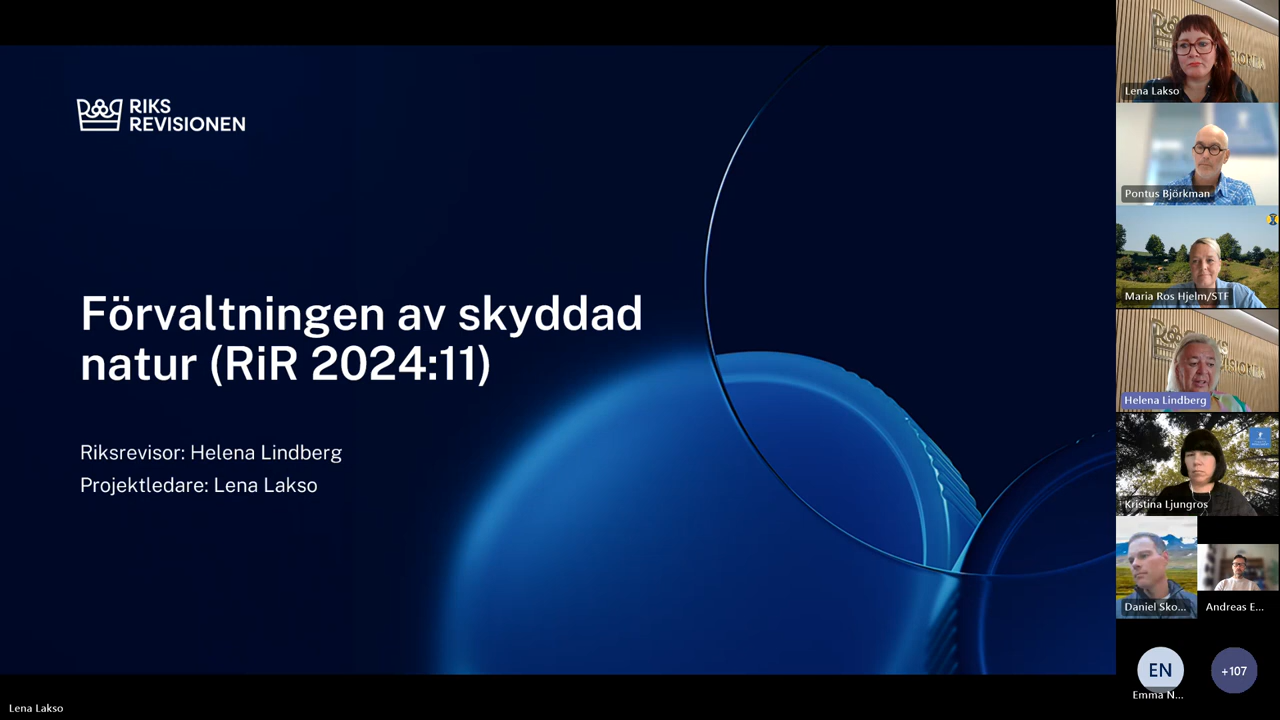 RIKS
REVISIONEN
Förvaltningen av skyddad
natur (RiR 2024:11)
Riksrevisor: Helena Lindberg
Projektledare: Lena Lakso
Lena Lakso
Lena Lakso
Pontus Björkman
Maria Ros Hjelm/STF
Helena Lindberg
Kristina Ljungros
Daniel Sko...
Andreas E...
EN
Emma N...
+107